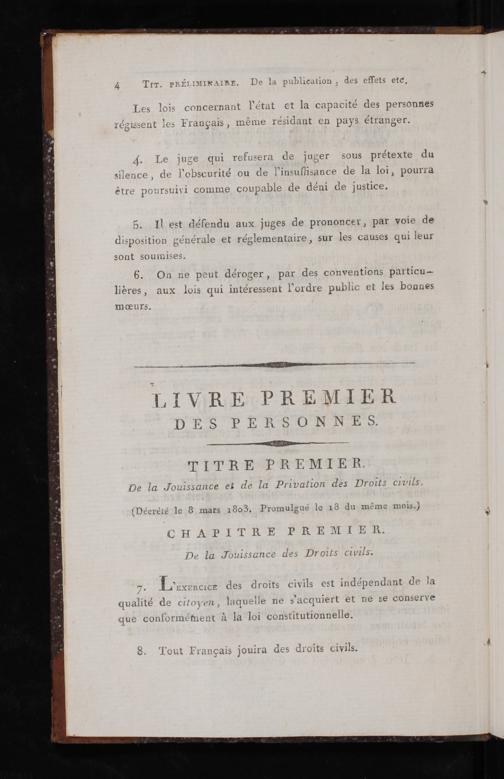 4 TIT. PRÉLIMINAIRE. De la publication, des effets etc.
Les lois concernant l'état et la capacité des personnes
régissent les Français, même résidant en pays étranger.
4. Le juge qui refusera de juger sous prétexte du
silence, de l'obscurité ou de l'insuffisance de la loi, pourra
être poursuivi comme coupable de déni de justice.
5. Il est défendu aux juges de prononcer, par voie de
disposition générale et réglementaire, sur les causes qui leur
sont soumises.
6. On ne peut déroger, par des conventions particu-
lières, aux lois qui intéressent l'ordre public et les bonnes
mœurs.
LIVRE PREMIER
DES PERSONNES.
TITRE PREMIER.
De la Jouissance et de la Privation des Droits civils.
(Décrété le 8 mars 1803. Promulgué le 18 du même mois.)
CHAPITRE PREMIER.
De la Jouissance des Droits civils.
7. L'EXERCICE des droits civils est indépendant de la
qualité de citoyen, laquelle ne s'acquiert et ne se conserve
que conformément à la loi constitutionnelle.
8. Tout Français jouira des droits civils.